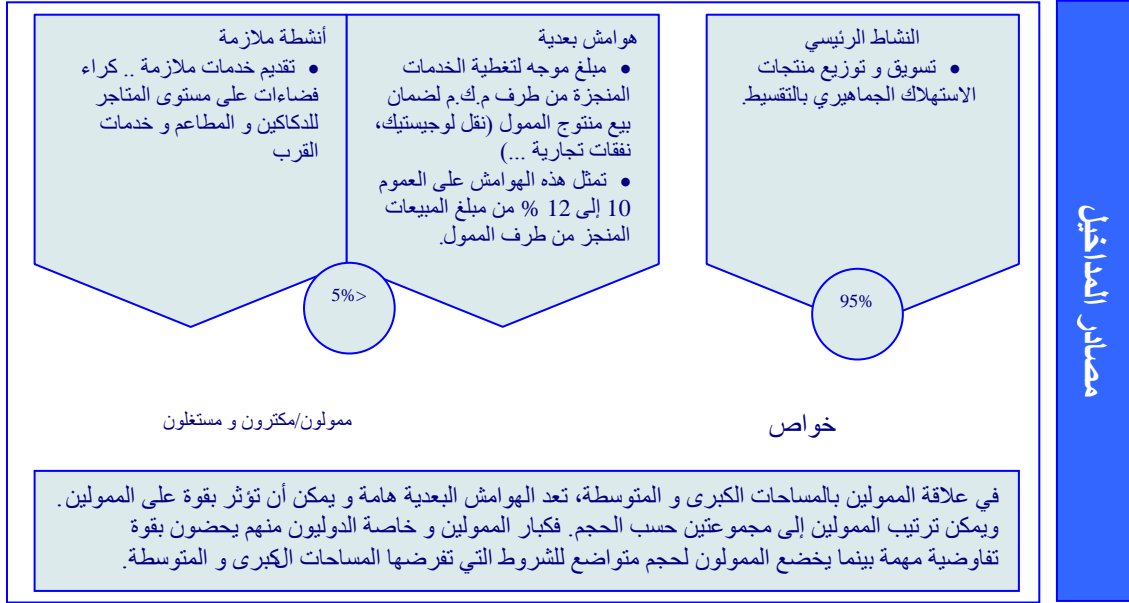 مصادر المداخيل
النشاط الرئيسي
• تسويق و توزيع منتجات
الاستهلاك الجماهيري بالتقسيط.
95%
هوامش بعدية
• مبلغ موجه لتغطية الخدمات
المنجزة من طرف م.ك.م لضمان
بيع منتوج الممول (نقل لوجيستيك،
نفقات تجارية ...)
• تمثل هذه الهوامش على العموم
10 إلى 12 % من مبلغ المبيعات
المنجز من طرف الممول.
أنشطة ملازمة
• تقديم خدمات ملازمة .. كراء
فضاءات على مستوى المتاجر
للدكاكين و المطاعم و خدمات
القرب
5%>
خواص
ممولون/مكترون و مستغلون
في علاقة الممولين بالمساحات الكبرى و المتوسطة، تعد الهوامش البعدية هامة و يمكن أن تؤثر بقوة على الممولين.
ويمكن ترتيب الممولين إلى مجموعتين حسب الحجم. فكبار الممولين و خاصة الدوليون منهم يحضون بقوة
تفاوضية مهمة بينما يخضع الممولون لحجم متواضع للشروط التي تفرضها المساحات الكبرى و المتوسطة.